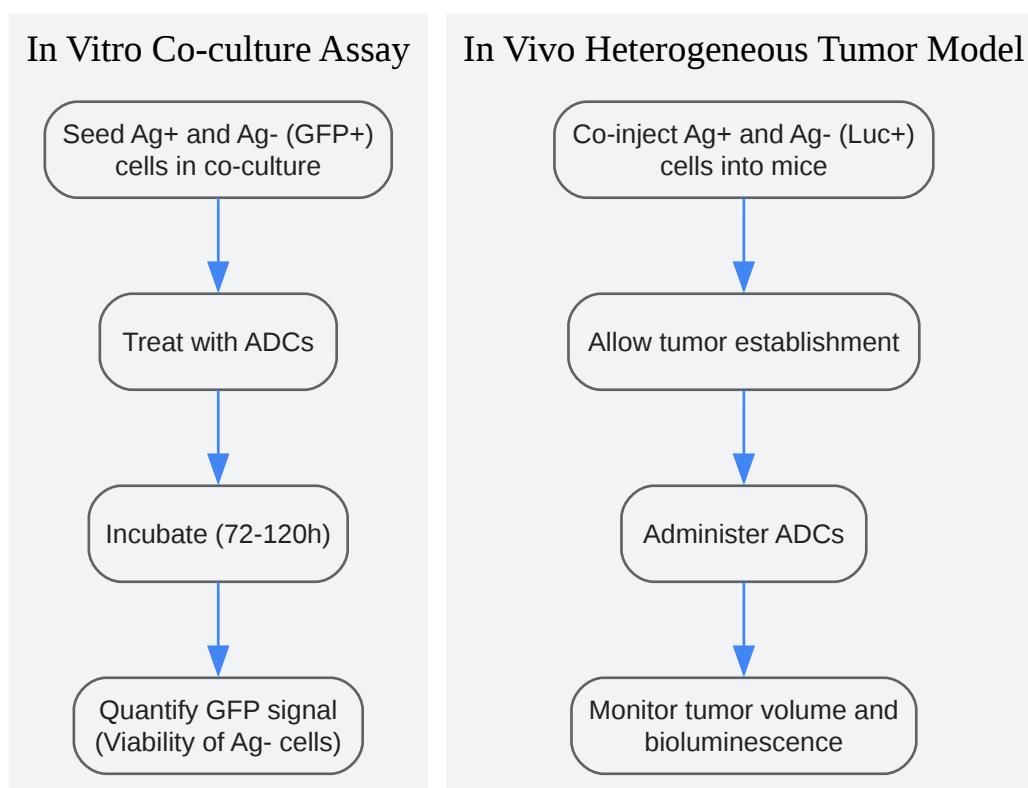 In Vitro Co-culture Assay
Seed Ag+ and Ag- (GFP+)
cells in co-culture
Treat with ADCs
Incubate (72-120h)
Quantify GFP signal
(Viability of Ag- cells)
In Vivo Heterogeneous Tumor Model
Co-inject Ag+ and Ag- (Luc+)
cells into mice
Allow tumor establishment
Administer ADCs
Monitor tumor volume and
bioluminescence